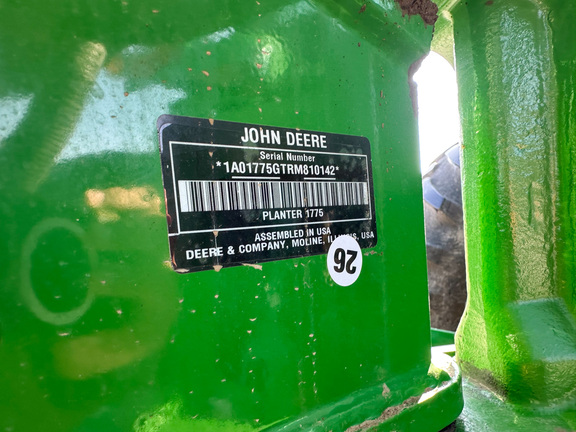 JOHN DEERE
Serial Number
*1A01775GTRM810142*
PLANTER 1775
ASSEMBLED IN USA
DEERE & COMPANY, MOLINE, ILLINOIS, USA
26